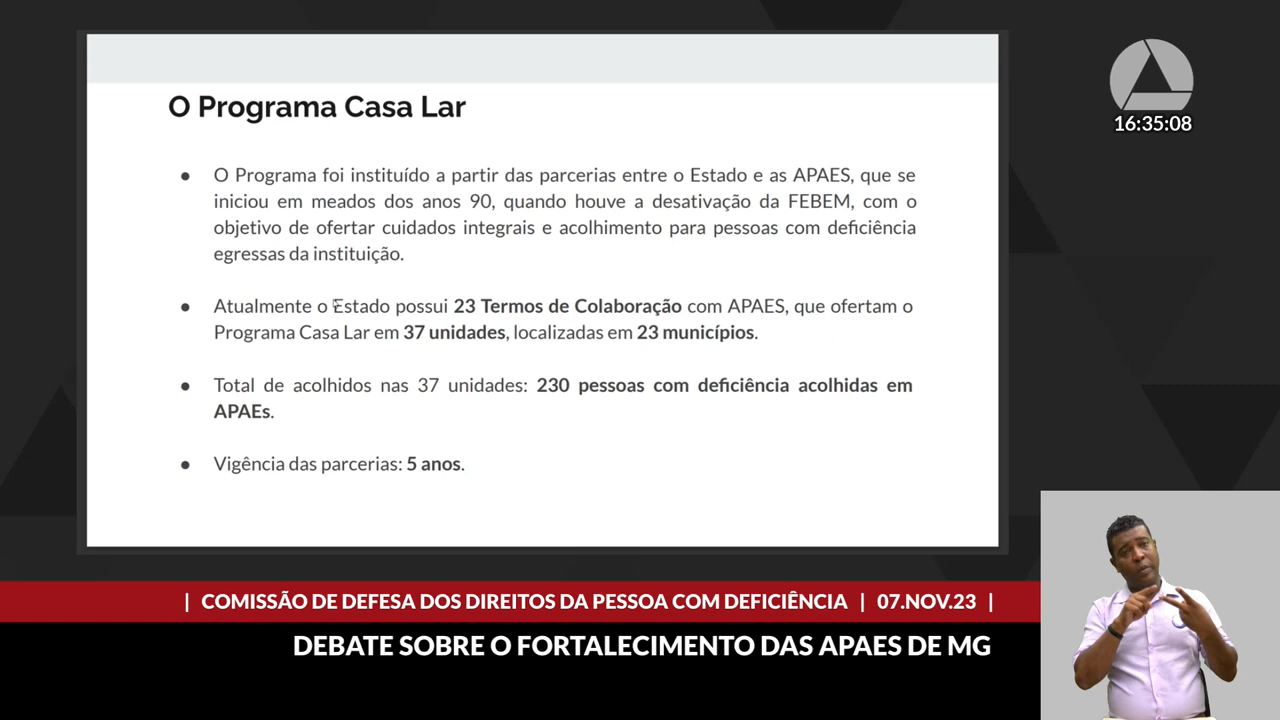 O Programa Casa Lar
16:35:08
● O Programa foi instituído a partir das parcerias entre o Estado e as APAES, que se
iniciou em meados dos anos 90, quando houve a desativação da FEBEM, com o
objetivo de ofertar cuidados integrais e acolhimento para pessoas com deficiência
egressas da instituição.
● Atualmente o Estado possui 23 Termos de Colaboração com APAES, que ofertam o
Programa Casa Lar em 37 unidades, localizadas em 23 municípios.
● Total de acolhidos nas 37 unidades: 230 pessoas com deficiência acolhidas em
APAEs.
● Vigência das parcerias: 5 anos.
| COMISSÃO DE DEFESA DOS DIREITOS DA PESSOA COM DEFICIÊNCIA | 07.NOV.23 |
DEBATE SOBRE O FORTALECIMENTO DAS APAES DE MG